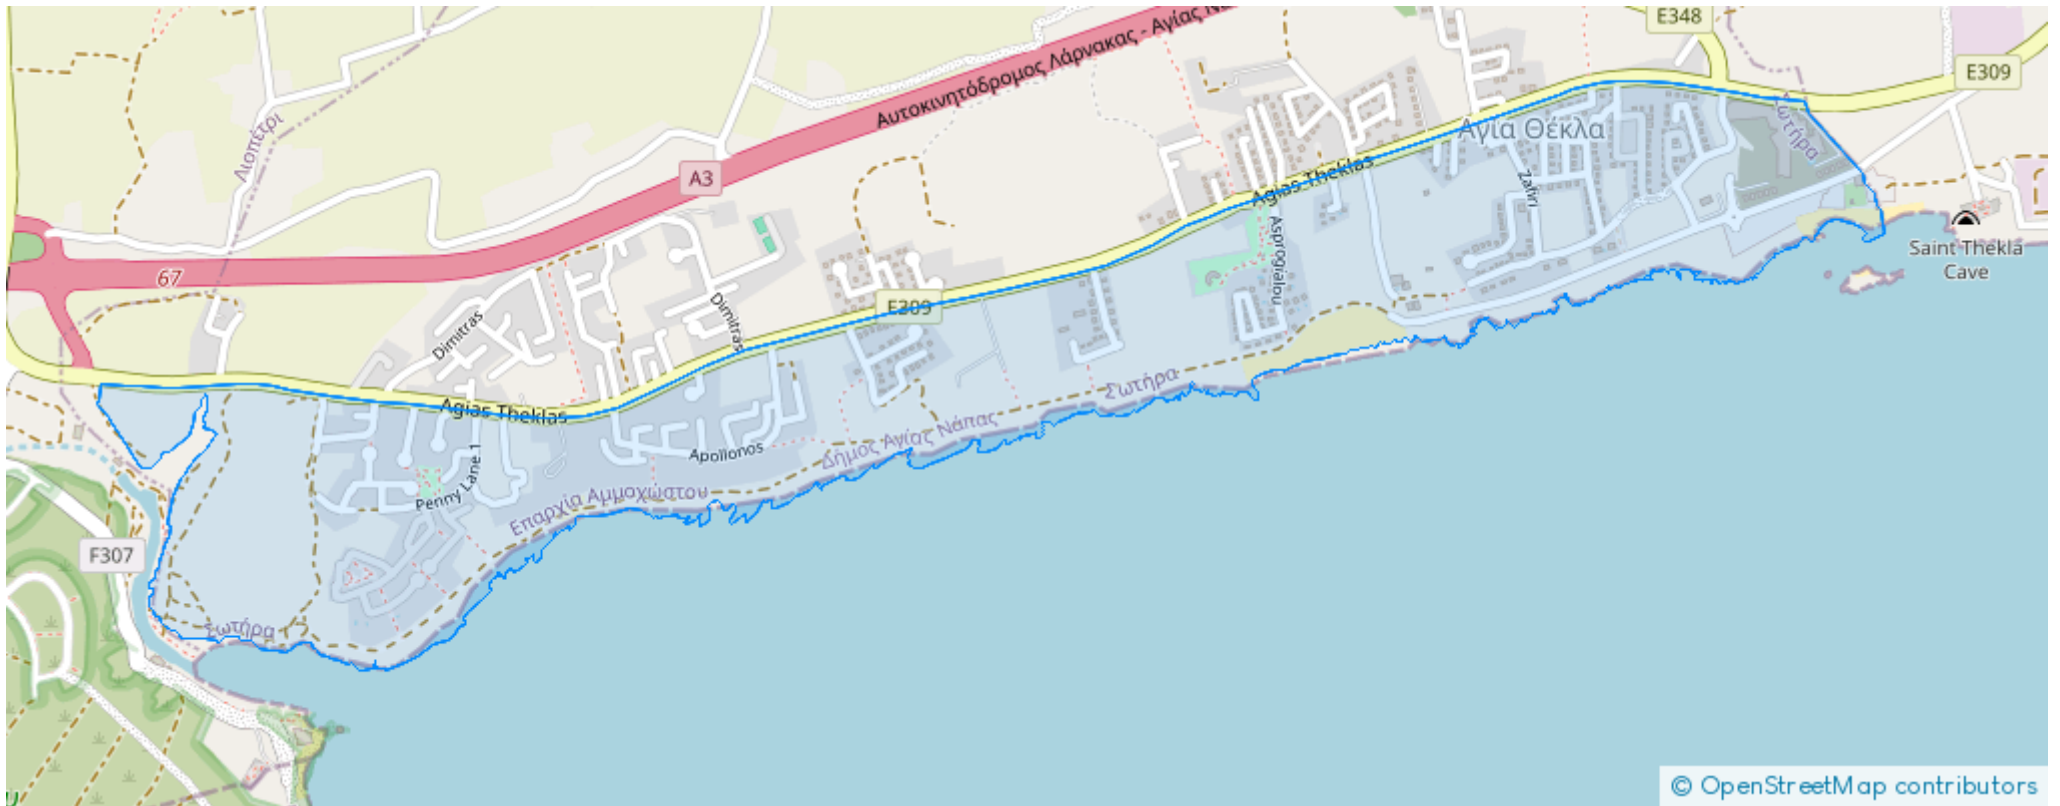 E348
E309
Αυτοκινητόδρομος Λάρνακας - Αγίας
Λιοπέτρι
Αγία Θέκλα
Σωτήρα
A3
Agias Theklas
Zafiri
Asprogialou
Saint Thekla
Cave
67
Dimitras
Dimitras
E309
Agias Theklas
Σωτήρα
Δήμος Αγίας Νάπας
Apollonos
Penny Lane 1
Επαρχία Αμμοχώστου
F307
Σωτήρα
© OpenStreetMap contributors